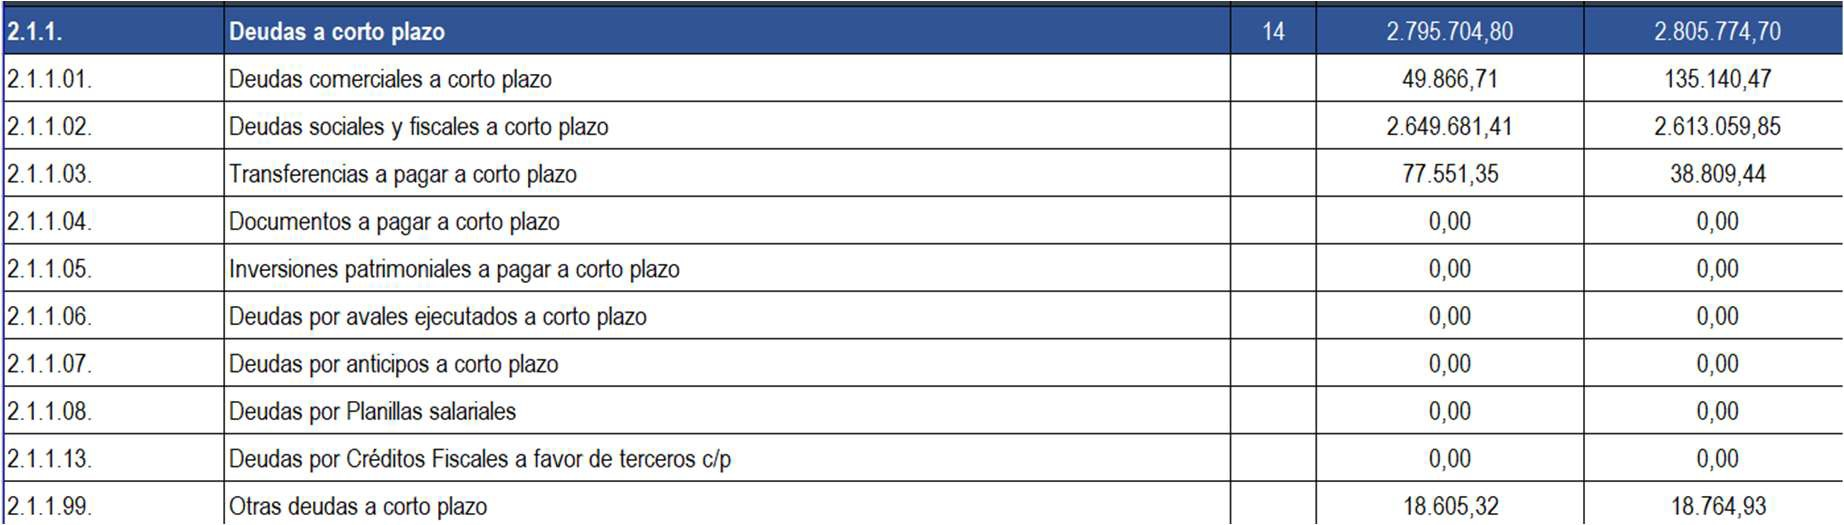 2.1.1. Deudas a corto plazo 14 2.795.704,80 2.805.774,70
2.1.1.01. Deudas comerciales a corto plazo 49.866,71 135.140,47
2.1.1.02. Deudas sociales y fiscales a corto plazo 2.649.681,41 2.613.059,85
2.1.1.03. Transferencias a pagar a corto plazo 77.551,35 38.809,44
2.1.1.04. Documentos a pagar a corto plazo 0,00 0,00
2.1.1.05. Inversiones patrimoniales a pagar a corto plazo 0,00 0,00
2.1.1.06. Deudas por avales ejecutados a corto plazo 0,00 0,00
2.1.1.07. Deudas por anticipos a corto plazo 0,00 0,00
2.1.1.08. Deudas por Planillas salariales 0,00 0,00
2.1.1.13. Deudas por Créditos Fiscales a favor de terceros c/p 0,00 0,00
2.1.1.99. Otras deudas a corto plazo 18.605,32 18.764,93